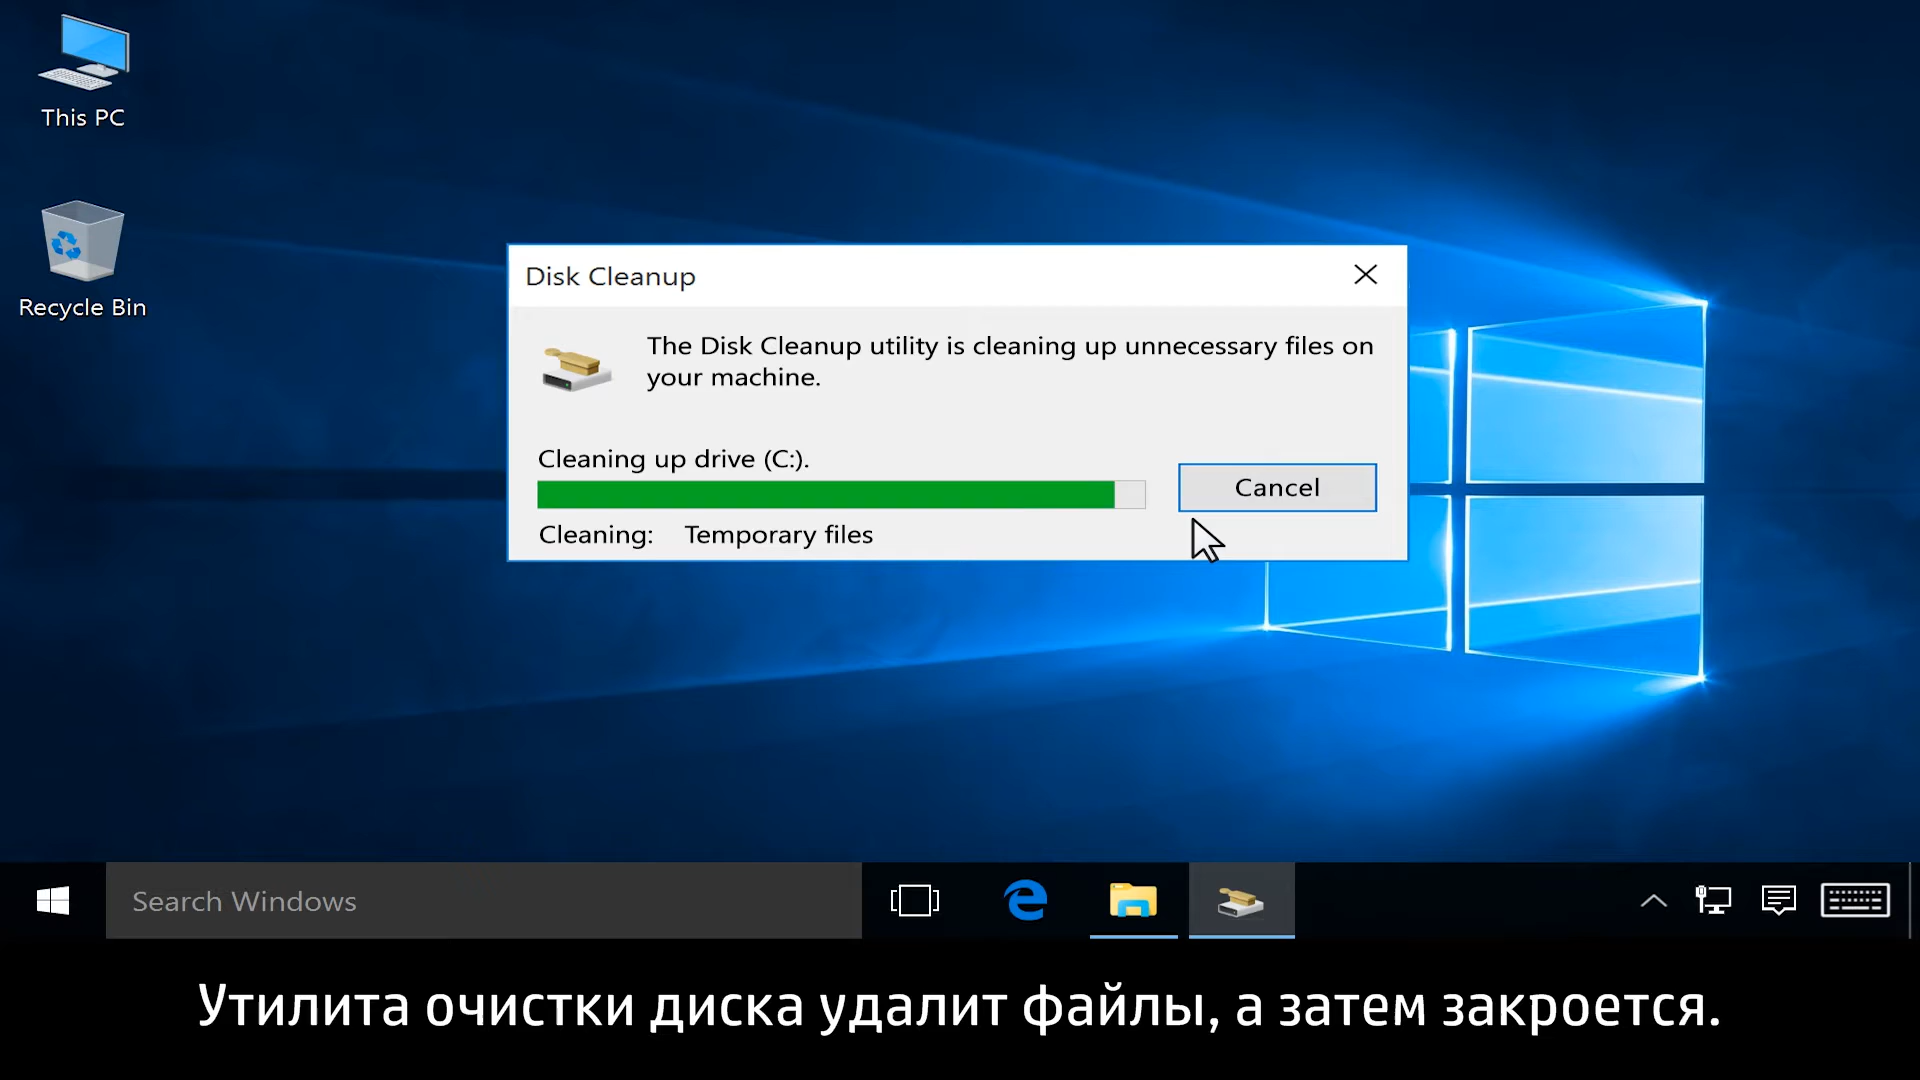 This PC
Recycle Bin
Disk Cleanup
The Disk Cleanup utility is cleaning up unnecessary files on
your machine.
Cleaning up drive (C:).
Cancel
Cleaning: Temporary files
Search Windows
Утилита очистки диска удалит файлы, а затем закроется.